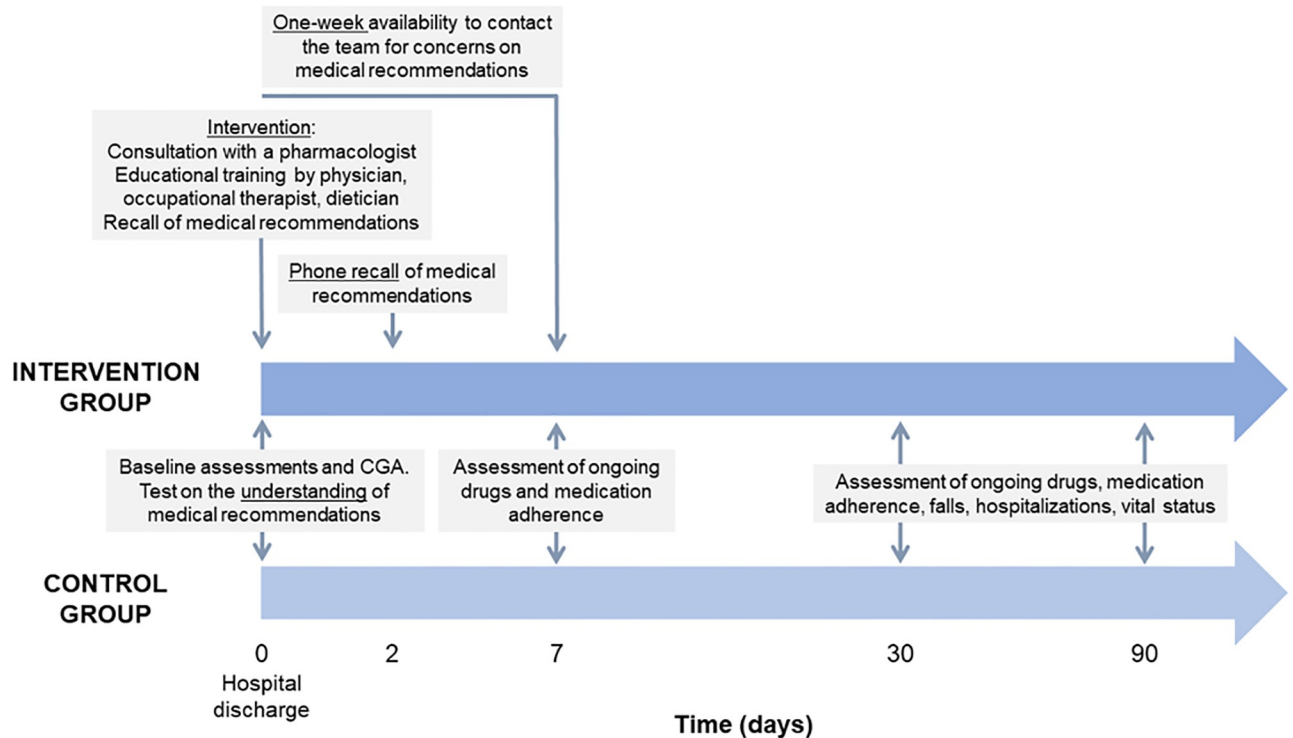 One-week availability to contact
the team for concerns on
medical recommendations
Intervention:
Consultation with a pharmacologist
Educational training by physician,
occupational therapist, dietician
Recall of medical recommendations
Phone recall of medical
recommendations
INTERVENTION
GROUP
Baseline assessments and CGA.
Test on the understanding of
medical recommendations
Assessment of ongoing
drugs and medication
adherence
Assessment of ongoing drugs, medication
adherence, falls, hospitalizations, vital status
CONTROL
GROUP
0 2 7 30 90
Hospital
discharge
Time (days)